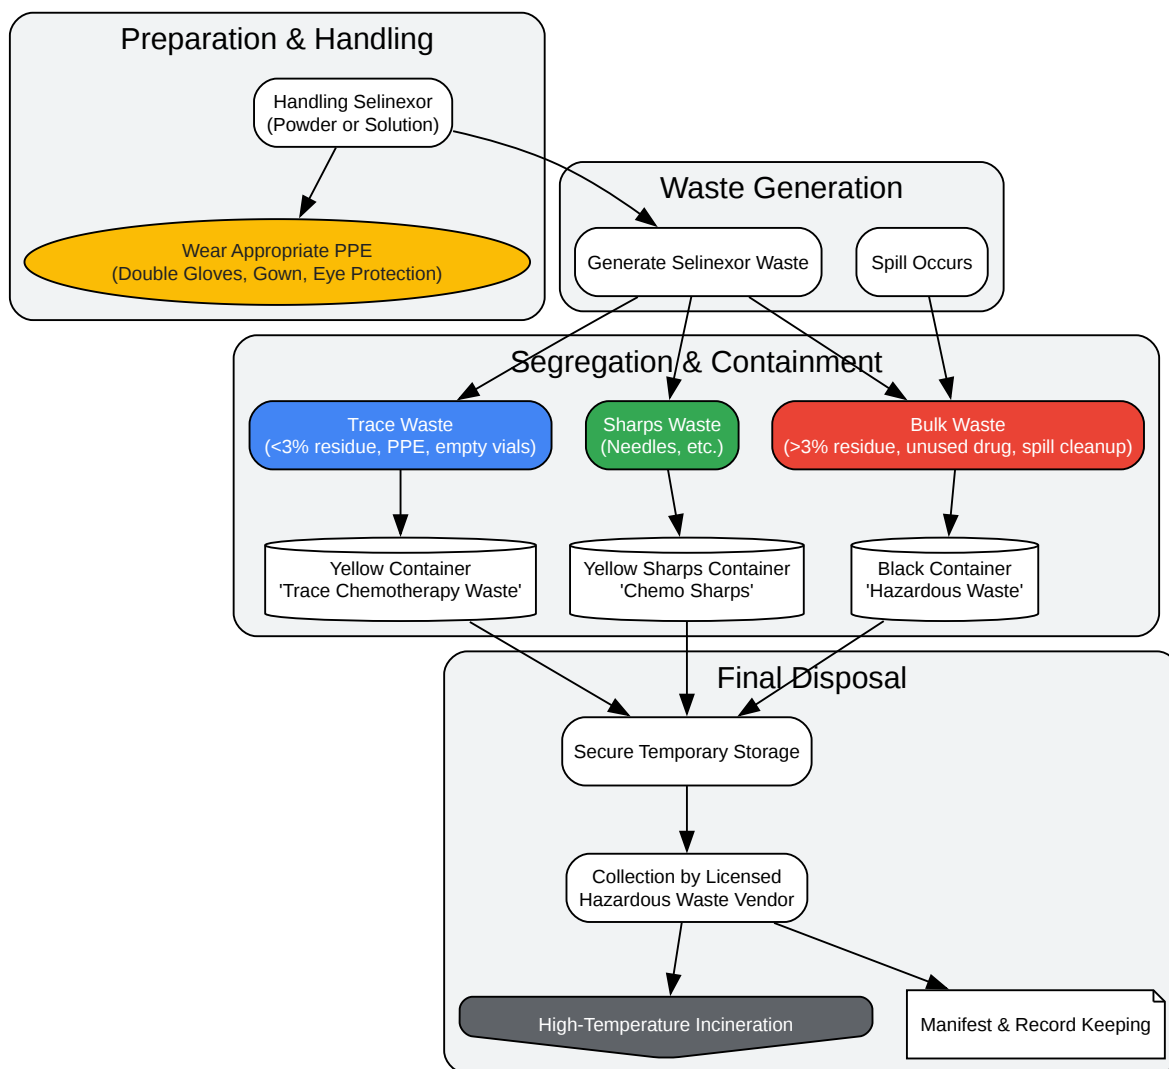 Preparation & Handling
Handling Selinexor
(Powder or Solution)
Wear Appropriate PPE
(Double Gloves, Gown, Eye Protection)
Waste Generation
Generate Selinexor Waste
Spill Occurs
Segregation & Containment
Trace Waste
(<3% residue, PPE, empty vials)
Sharps Waste
(Needles, etc.)
Bulk Waste
(>3% residue, unused drug, spill cleanup)
Yellow Container
'Trace Chemotherapy Waste'
Yellow Sharps Container
'Chemo Sharps'
Black Container
'Hazardous Waste'
Final Disposal
Secure Temporary Storage
Collection by Licensed
Hazardous Waste Vendor
High-Temperature Incineration
Manifest & Record Keeping